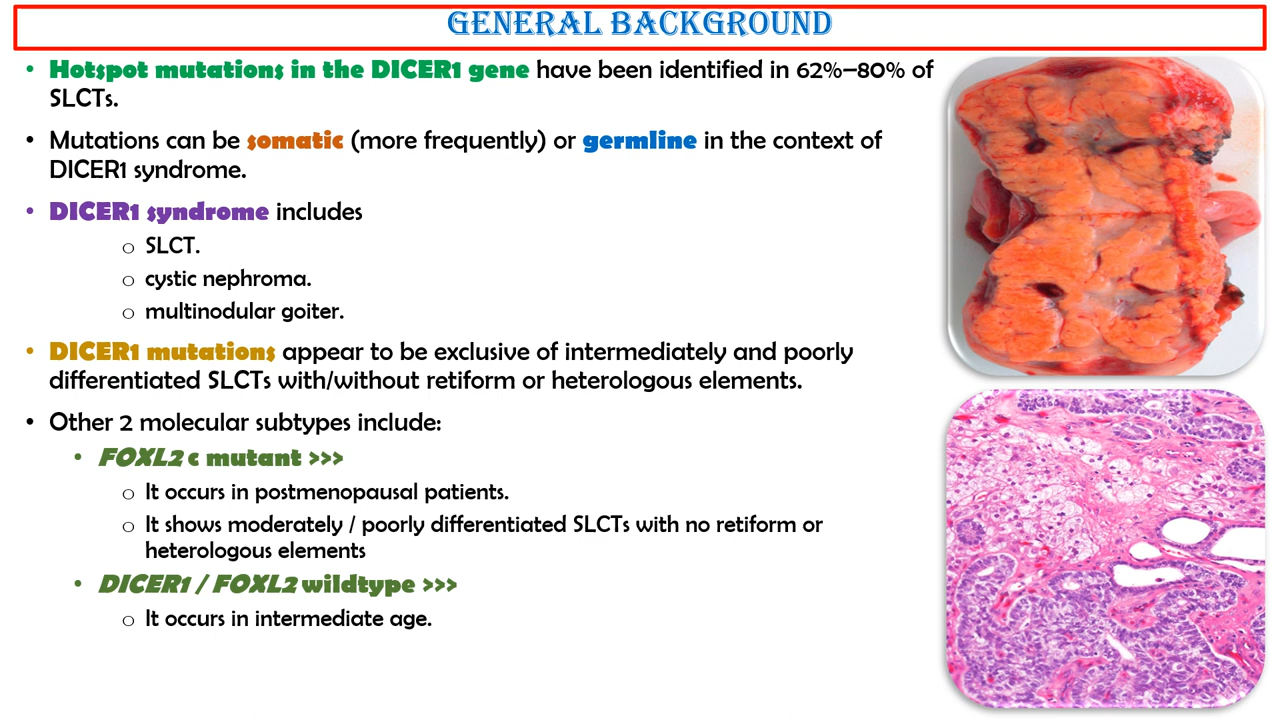 GENERAL BACKGROUND
• Hotspot mutations in the DICER1 gene have been identified in 62%–80% of
SLCTs.
• Mutations can be somatic (more frequently) or germline in the context of
DICER1 syndrome.
• DICER1 syndrome includes
o SLCT.
o cystic nephroma.
o multinodular goiter.
• DICER1 mutations appear to be exclusive of intermediately and poorly
differentiated SLCTs with/without retiform or heterologous elements.
• Other 2 molecular subtypes include:
• FOXL2 c mutant >>>
o It occurs in postmenopausal patients.
o It shows moderately / poorly differentiated SLCTs with no retiform or
heterologous elements
• DICER1 / FOXL2 wildtype >>>
o It occurs in intermediate age.